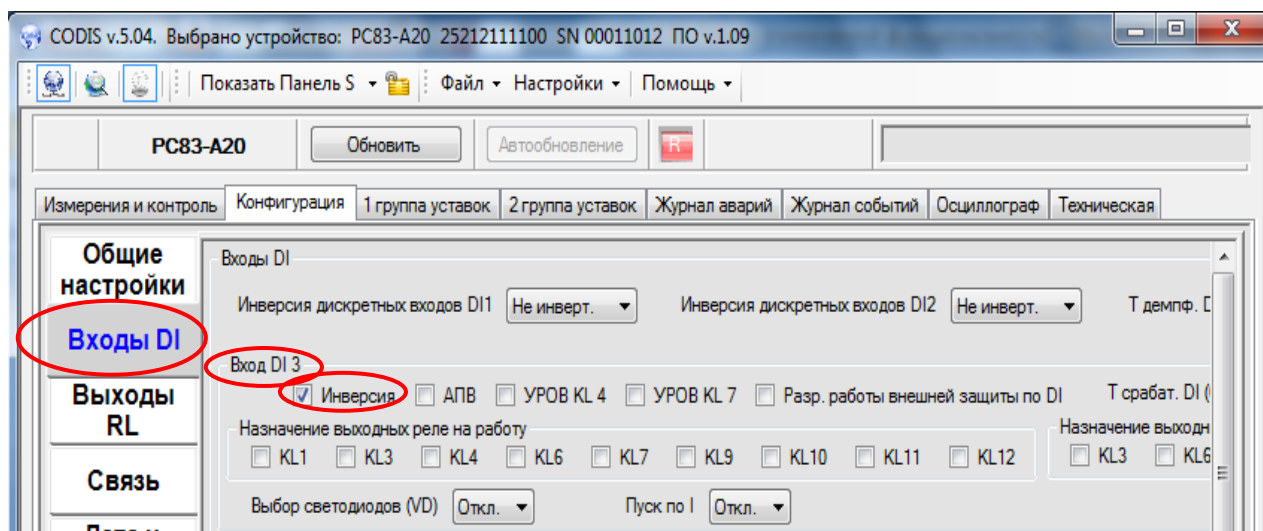 CODIS v.5.04. Выбрано устройство: PC83-A20 25212111100 SN 00011012 ПО v.1.09
Показать Панель S Файл Настройки Помощь
PC83-A20 Обновить Автообновление R
Измерения и контроль Конфигурация 1 группа уставок 2 группа уставок Журнал аварий Журнал событий Осциллограф Техническая
Общие
настройки
Входы DI
Выходы
RL
Связь
Входы DI
Инверсия дискретных входов DI1 Не инверт. Инверсия дискретных входов DI2 Не инверт. Т демпф. D
Вход DI 3
Инверсия АПВ УРОВ KL 4 УРОВ KL 7 Разр. работы внешней защиты по DI Т срабат. DI (
Назначение выходных реле на работу Назначение выходн
KL1 KL3 KL4 KL6 KL7 KL9 KL10 KL11 KL12 KL3 KL6
Выбор светодиодов (VD) Откл. Пуск по I Откл.